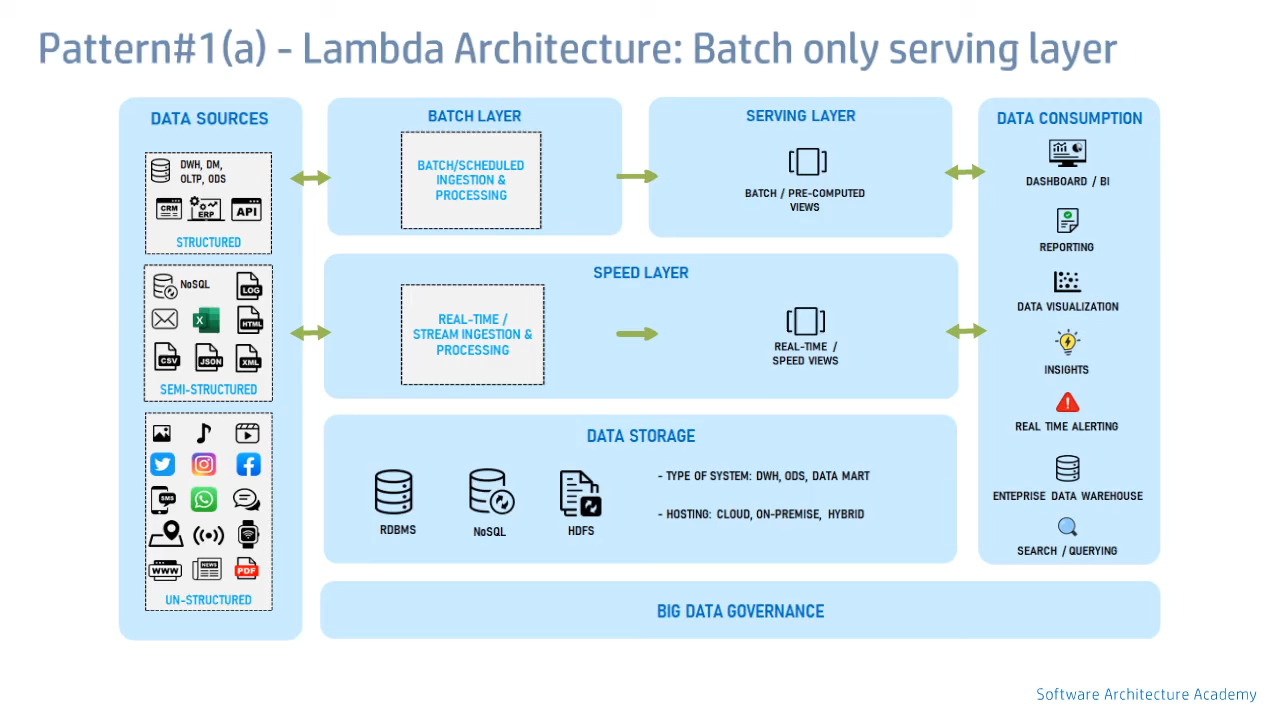 Pattern#1(a) - Lambda Architecture: Batch only serving layer
DATA SOURCES
DWH, DM,
OLTP, ODS
CRM
ERP
API
STRUCTURED
NoSQL
LOG
X
HTML
CSV
JSON
XML
SEMI-STRUCTURED
SMS
WWW
NEWS
PDF
UN-STRUCTURED
BATCH LAYER
BATCH/SCHEDULED
INGESTION &
PROCESSING
SERVING LAYER
BATCH / PRE-COMPUTED
VIEWS
SPEED LAYER
REAL-TIME /
STREAM INGESTION &
PROCESSING
REAL-TIME /
SPEED VIEWS
DATA STORAGE
RDBMS
NoSQL
HDFS
- TYPE OF SYSTEM: DWH, ODS, DATA MART
- HOSTING: CLOUD, ON-PREMISE, HYBRID
DATA CONSUMPTION
DASHBOARD / BI
REPORTING
DATA VISUALIZATION
INSIGHTS
REAL TIME ALERTING
ENTEPRISE DATA WAREHOUSE
SEARCH / QUERYING
BIG DATA GOVERNANCE
Software Architecture Academy